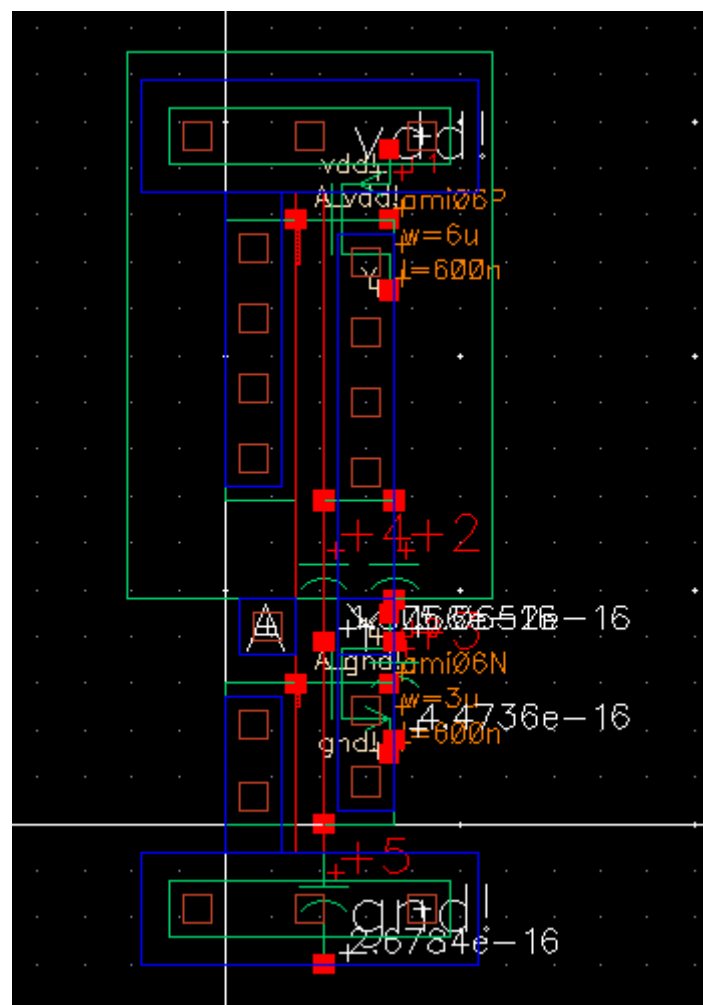 vdd!
vdd!
+1
A vdd!
ami06P
w=6u
l=600n
Y
+4
+2
A
+3
A gnd!
ami06N
w=3u
4.4736e-16
l=600n
gnd!
+5
gnd!
2.6784e-16